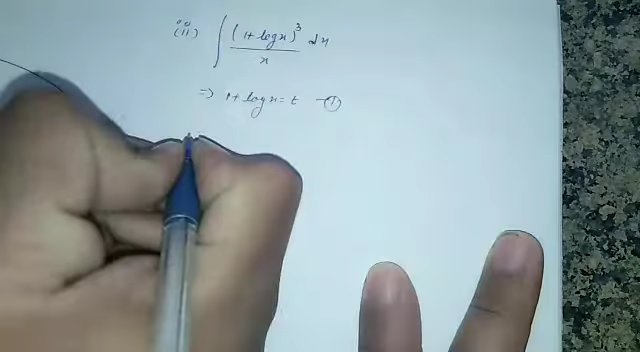 (ii) ∫ (1+logx)³ / x dx
⇒ 1+logx = t —①